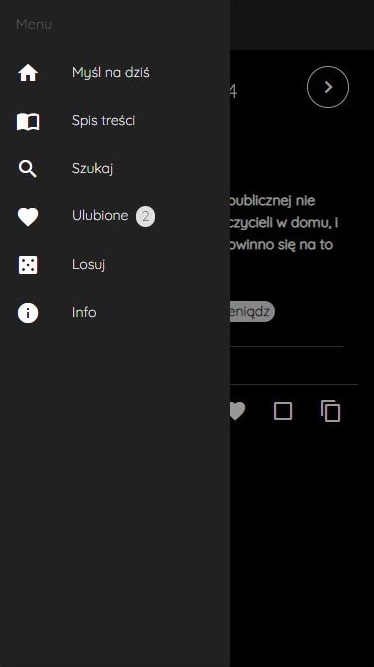 Menu
Myśl na dziś
Spis treści
Szukaj
Ulubione 2
Losuj
Info
4
publicznej nie
czycieli w domu, i
owinno się na to
eniądz